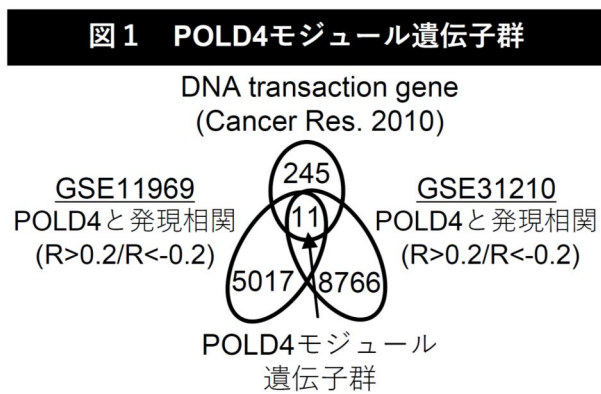 図1 POLD4モジュール遺伝子群
DNA transaction gene
(Cancer Res. 2010)
245
GSE11969
POLD4と発現相関
(R>0.2/R<-0.2)
11
GSE31210
POLD4と発現相関
(R>0.2/R<-0.2)
5017
8766
POLD4モジュール
遺伝子群